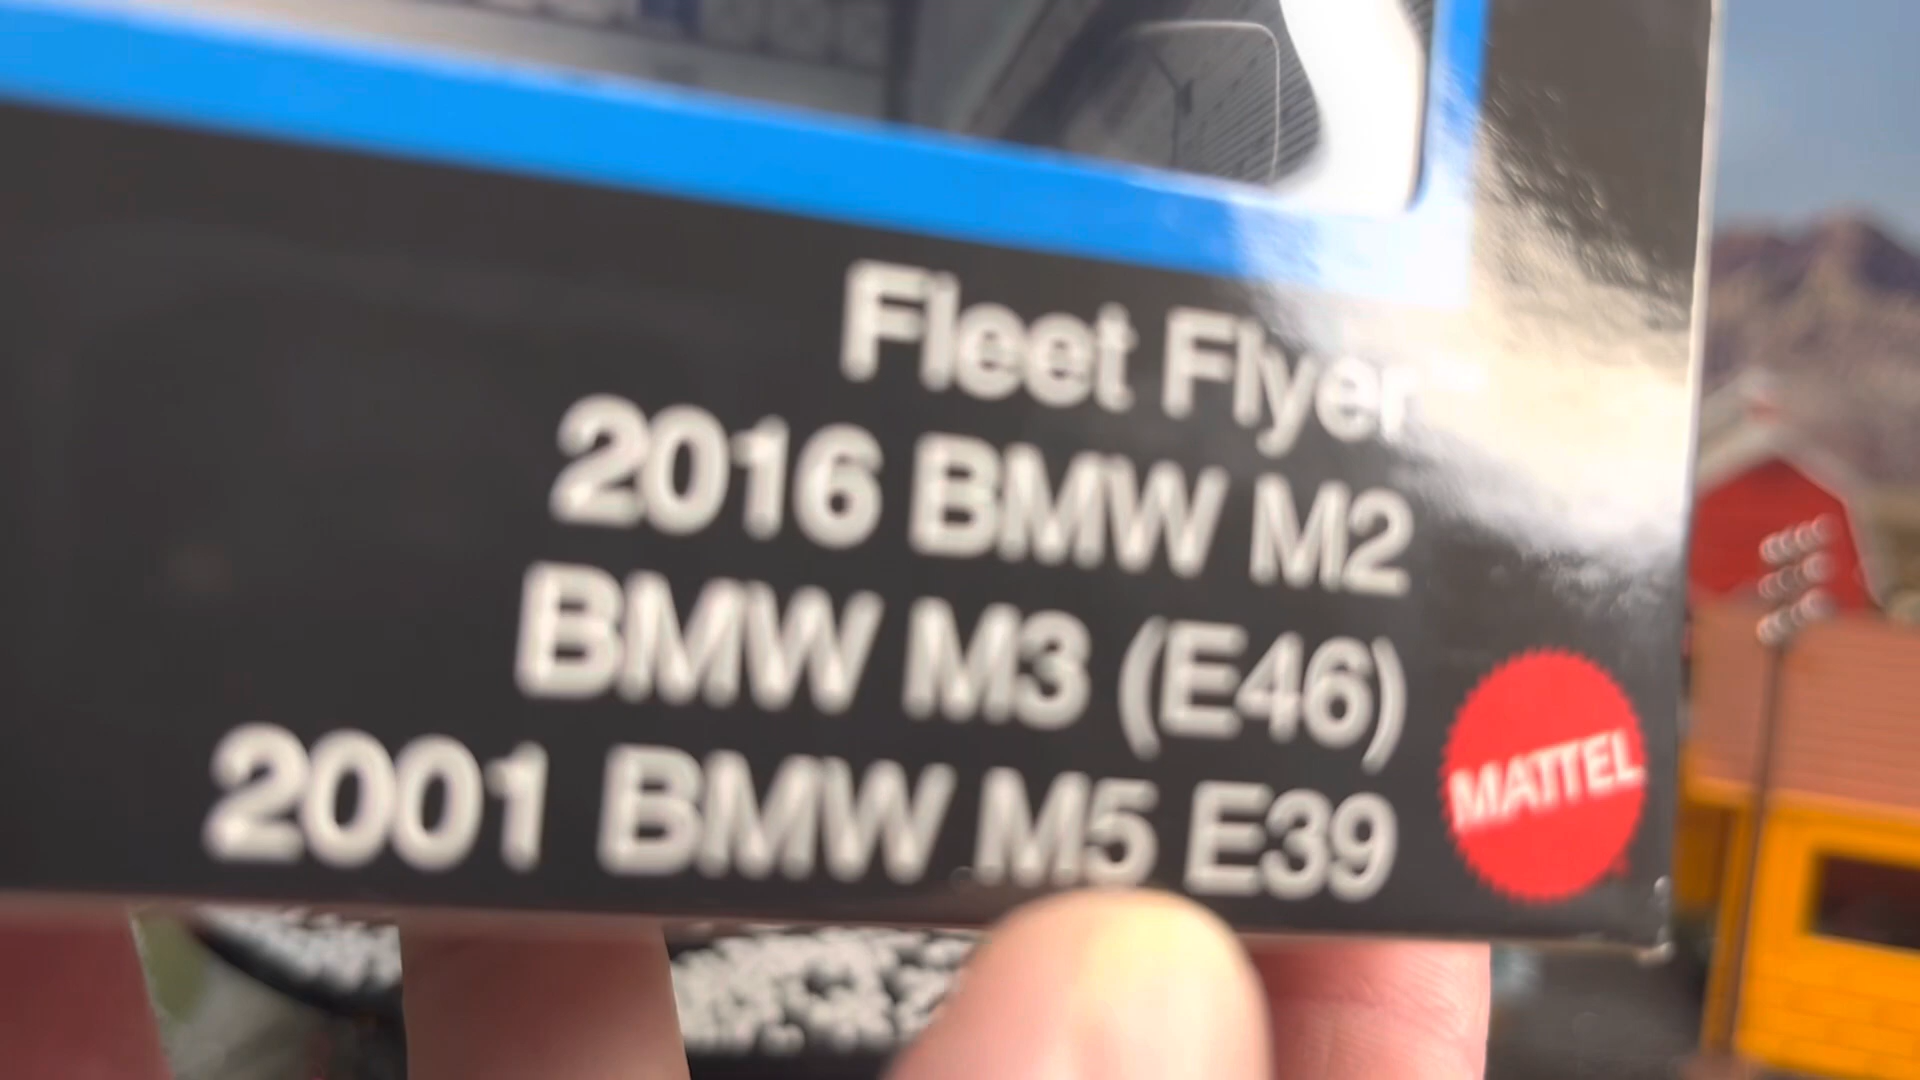 Fleet Flyer
2016 BMW M2
BMW M3 (E46)
2001 BMW M5 E39
MATTEL